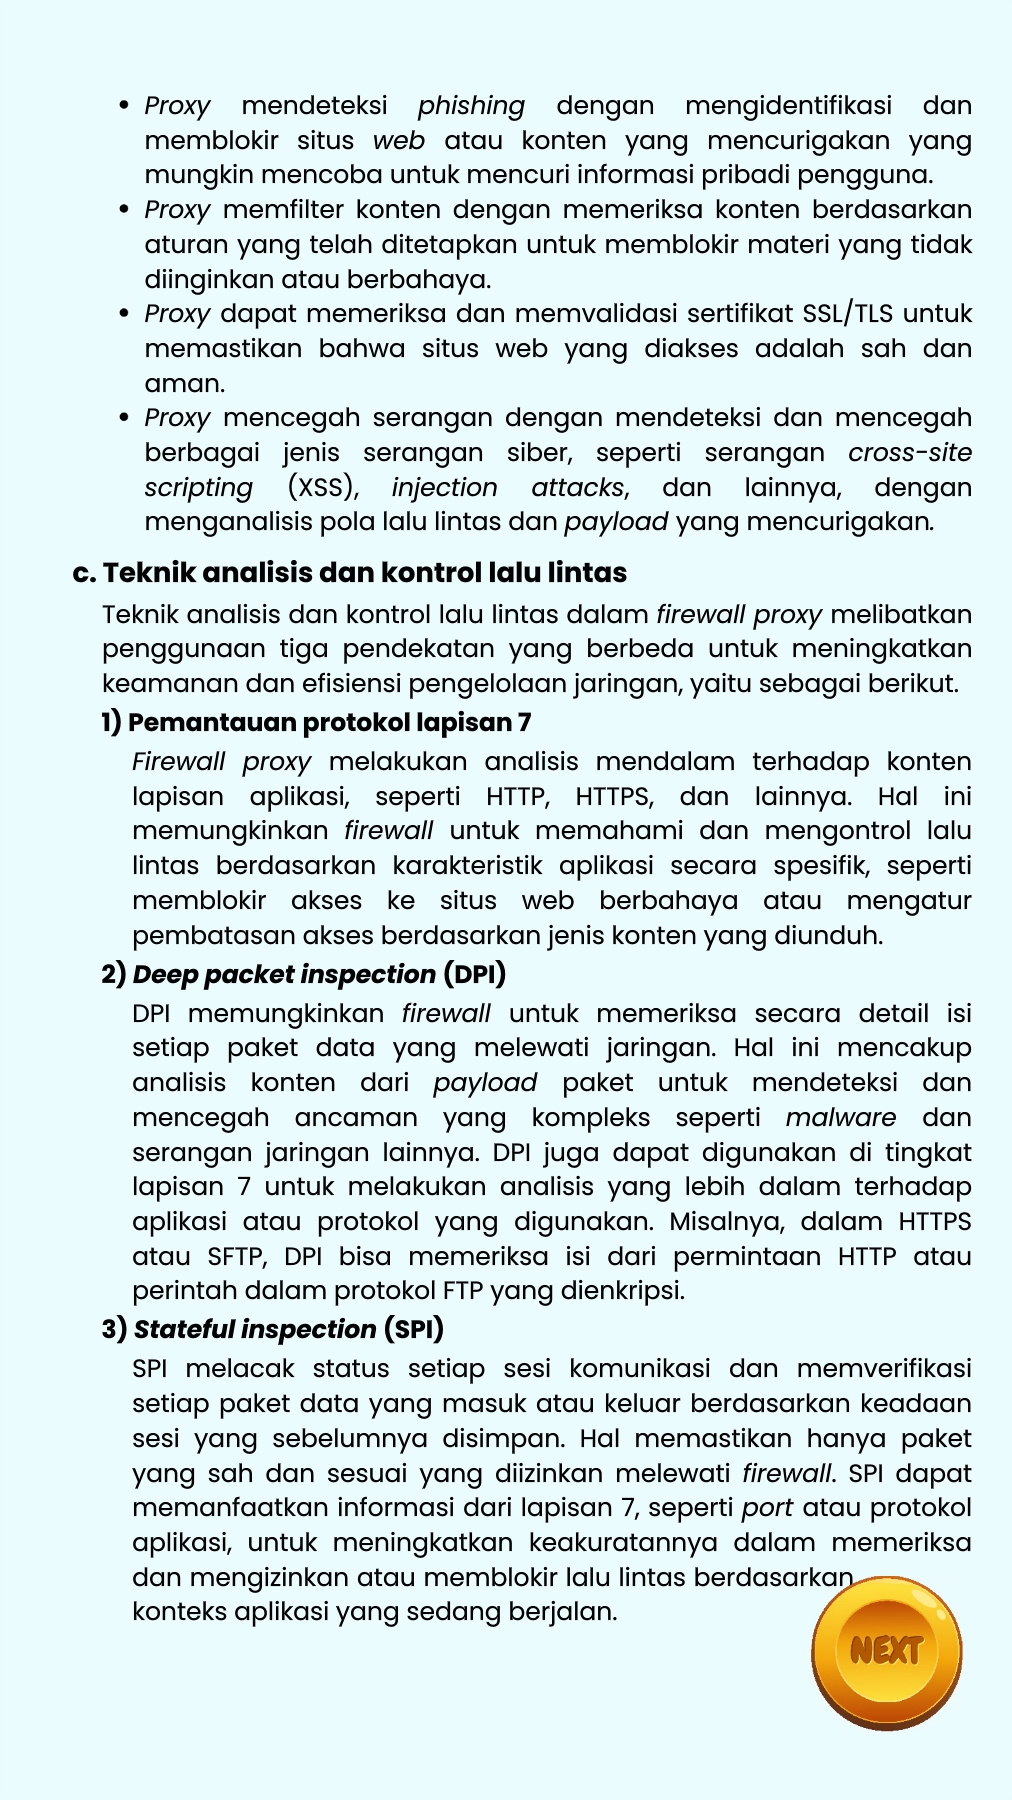 • Proxy mendeteksi phishing dengan mengidentifikasi dan
memblokir situs web atau konten yang mencurigakan yang
mungkin mencoba untuk mencuri informasi pribadi pengguna.
• Proxy memfilter konten dengan memeriksa konten berdasarkan
aturan yang telah ditetapkan untuk memblokir materi yang tidak
diinginkan atau berbahaya.
• Proxy dapat memeriksa dan memvalidasi sertifikat SSL/TLS untuk
memastikan bahwa situs web yang diakses adalah sah dan
aman.
• Proxy mencegah serangan dengan mendeteksi dan mencegah
berbagai jenis serangan siber, seperti serangan cross-site
scripting (XSS), injection attacks, dan lainnya, dengan
menganalisis pola lalu lintas dan payload yang mencurigakan.
c. Teknik analisis dan kontrol lalu lintas
Teknik analisis dan kontrol lalu lintas dalam firewall proxy melibatkan
penggunaan tiga pendekatan yang berbeda untuk meningkatkan
keamanan dan efisiensi pengelolaan jaringan, yaitu sebagai berikut.
1) Pemantauan protokol lapisan 7
Firewall proxy melakukan analisis mendalam terhadap konten
lapisan aplikasi, seperti HTTP, HTTPS, dan lainnya. Hal ini
memungkinkan firewall untuk memahami dan mengontrol lalu
lintas berdasarkan karakteristik aplikasi secara spesifik, seperti
memblokir akses ke situs web berbahaya atau mengatur
pembatasan akses berdasarkan jenis konten yang diunduh.
2) Deep packet inspection (DPI)
DPI memungkinkan firewall untuk memeriksa secara detail isi
setiap paket data yang melewati jaringan. Hal ini mencakup
analisis konten dari payload paket untuk mendeteksi dan
mencegah ancaman yang kompleks seperti malware dan
serangan jaringan lainnya. DPI juga dapat digunakan di tingkat
lapisan 7 untuk melakukan analisis yang lebih dalam terhadap
aplikasi atau protokol yang digunakan. Misalnya, dalam HTTPS
atau SFTP, DPI bisa memeriksa isi dari permintaan HTTP atau
perintah dalam protokol FTP yang dienkripsi.
3) Stateful inspection (SPI)
SPI melacak status setiap sesi komunikasi dan memverifikasi
setiap paket data yang masuk atau keluar berdasarkan keadaan
sesi yang sebelumnya disimpan. Hal memastikan hanya paket
yang sah dan sesuai yang diizinkan melewati firewall. SPI dapat
memanfaatkan informasi dari lapisan 7, seperti port atau protokol
aplikasi, untuk meningkatkan keakuratannya dalam memeriksa
dan mengizinkan atau memblokir lalu lintas berdasarkan
konteks aplikasi yang sedang berjalan.
NEXT